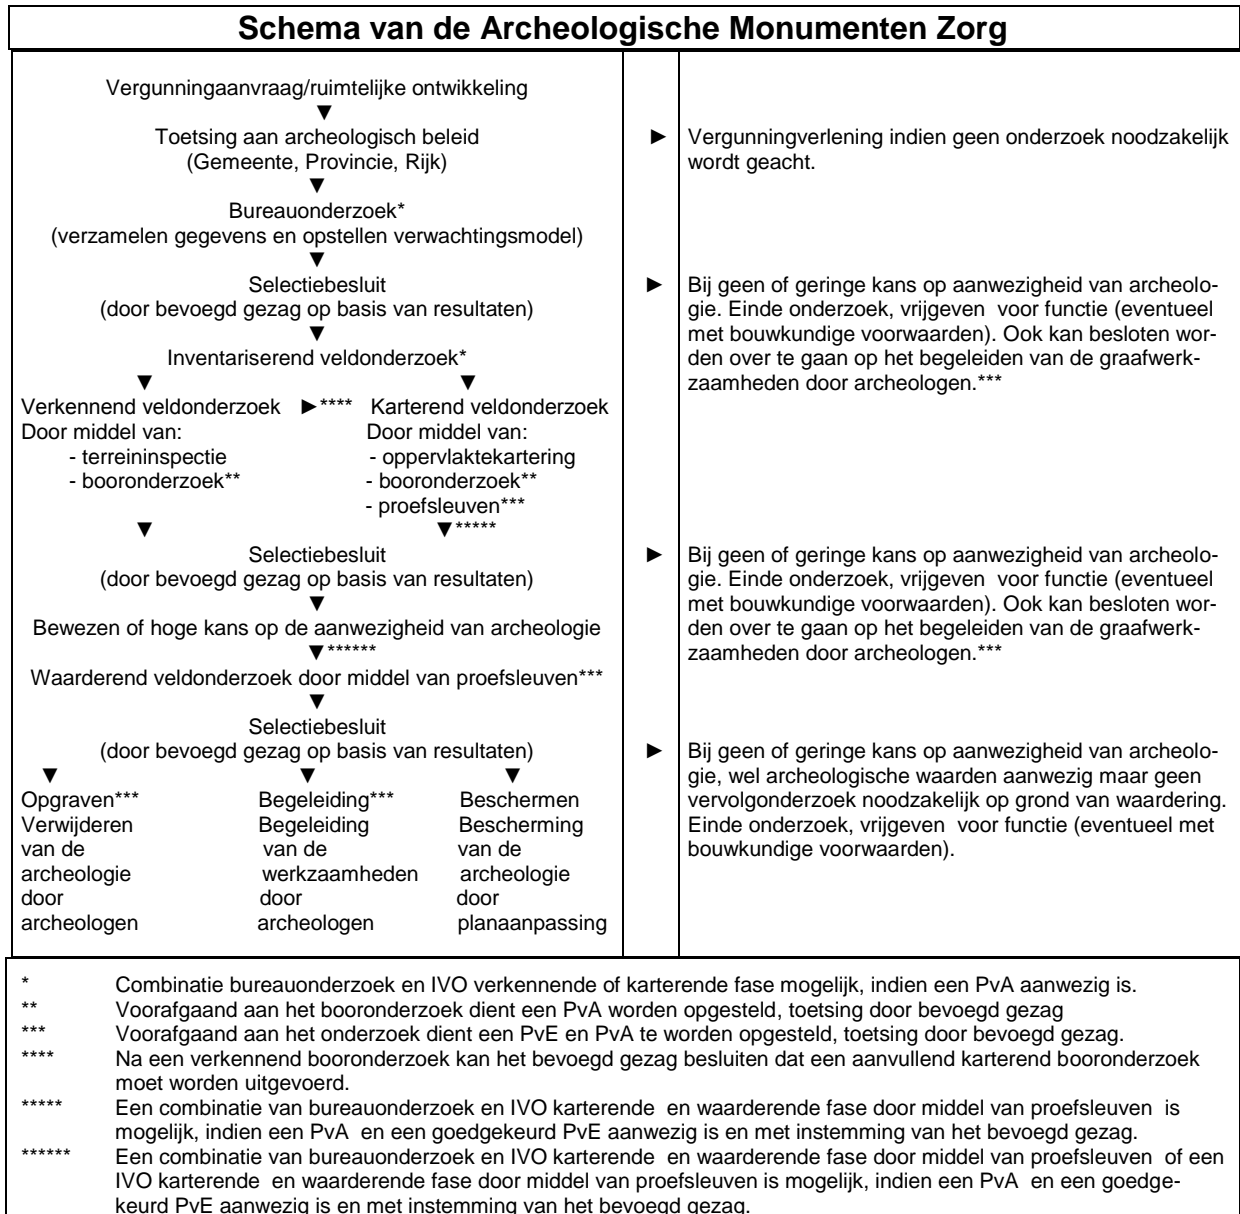 Schema van de Archeologische Monumenten Zorg
Vergunningaanvraag/ruimtelijke ontwikkeling
▼
Toetsing aan archeologisch beleid
(Gemeente, Provincie, Rijk)
► Vergunningverlening indien geen onderzoek noodzakelijk
wordt geacht.
▼
Bureauonderzoek*
(verzamelen gegevens en opstellen verwachtingsmodel)
▼
Selectiebesluit
(door bevoegd gezag op basis van resultaten)
► Bij geen of geringe kans op aanwezigheid van archeolo-
gie. Einde onderzoek, vrijgeven voor functie (eventueel
met bouwkundige voorwaarden). Ook kan besloten wor-
den over te gaan op het begeleiden van de graafwerk-
zaamheden door archeologen.***
▼
Inventariserend veldonderzoek*
▼ ▼
Verkennend veldonderzoek ►**** Karterend veldonderzoek
Door middel van: Door middel van:
- terreininspectie - oppervlaktekartering
- booronderzoek** - booronderzoek**
- proefsleuven***
▼ ▼*****
Selectiebesluit
(door bevoegd gezag op basis van resultaten)
► Bij geen of geringe kans op aanwezigheid van archeolo-
gie. Einde onderzoek, vrijgeven voor functie (eventueel
met bouwkundige voorwaarden). Ook kan besloten wor-
den over te gaan op het begeleiden van de graafwerk-
zaamheden door archeologen.***
▼
Bewezen of hoge kans op de aanwezigheid van archeologie
▼******
Waarderend veldonderzoek door middel van proefsleuven***
▼
Selectiebesluit
(door bevoegd gezag op basis van resultaten)
► Bij geen of geringe kans op aanwezigheid van archeolo-
gie, wel archeologische waarden aanwezig maar geen
vervolgonderzoek noodzakelijk op grond van waardering.
Einde onderzoek, vrijgeven voor functie (eventueel met
bouwkundige voorwaarden).
▼ ▼ ▼
Opgraven*** Begeleiding*** Beschermen
Verwijderen Begeleiding Bescherming
van de van de van de
archeologie werkzaamheden archeologie
door door door
archeologen archeologen planaanpassing
* Combinatie bureauonderzoek en IVO verkennende of karterende fase mogelijk, indien een PvA aanwezig is.
** Voorafgaand aan het booronderzoek dient een PvA worden opgesteld, toetsing door bevoegd gezag
*** Voorafgaand aan het onderzoek dient een PvE en PvA te worden opgesteld, toetsing door bevoegd gezag.
**** Na een verkennend booronderzoek kan het bevoegd gezag besluiten dat een aanvullend karterend booronderzoek
moet worden uitgevoerd.
***** Een combinatie van bureauonderzoek en IVO karterende en waarderende fase door middel van proefsleuven is
mogelijk, indien een PvA en een goedgekeurd PvE aanwezig is en met instemming van het bevoegd gezag.
****** Een combinatie van bureauonderzoek en IVO karterende en waarderende fase door middel van proefsleuven of een
IVO karterende en waarderende fase door middel van proefsleuven is mogelijk, indien een PvA en een goedge-
keurd PvE aanwezig is en met instemming van het bevoegd gezag.